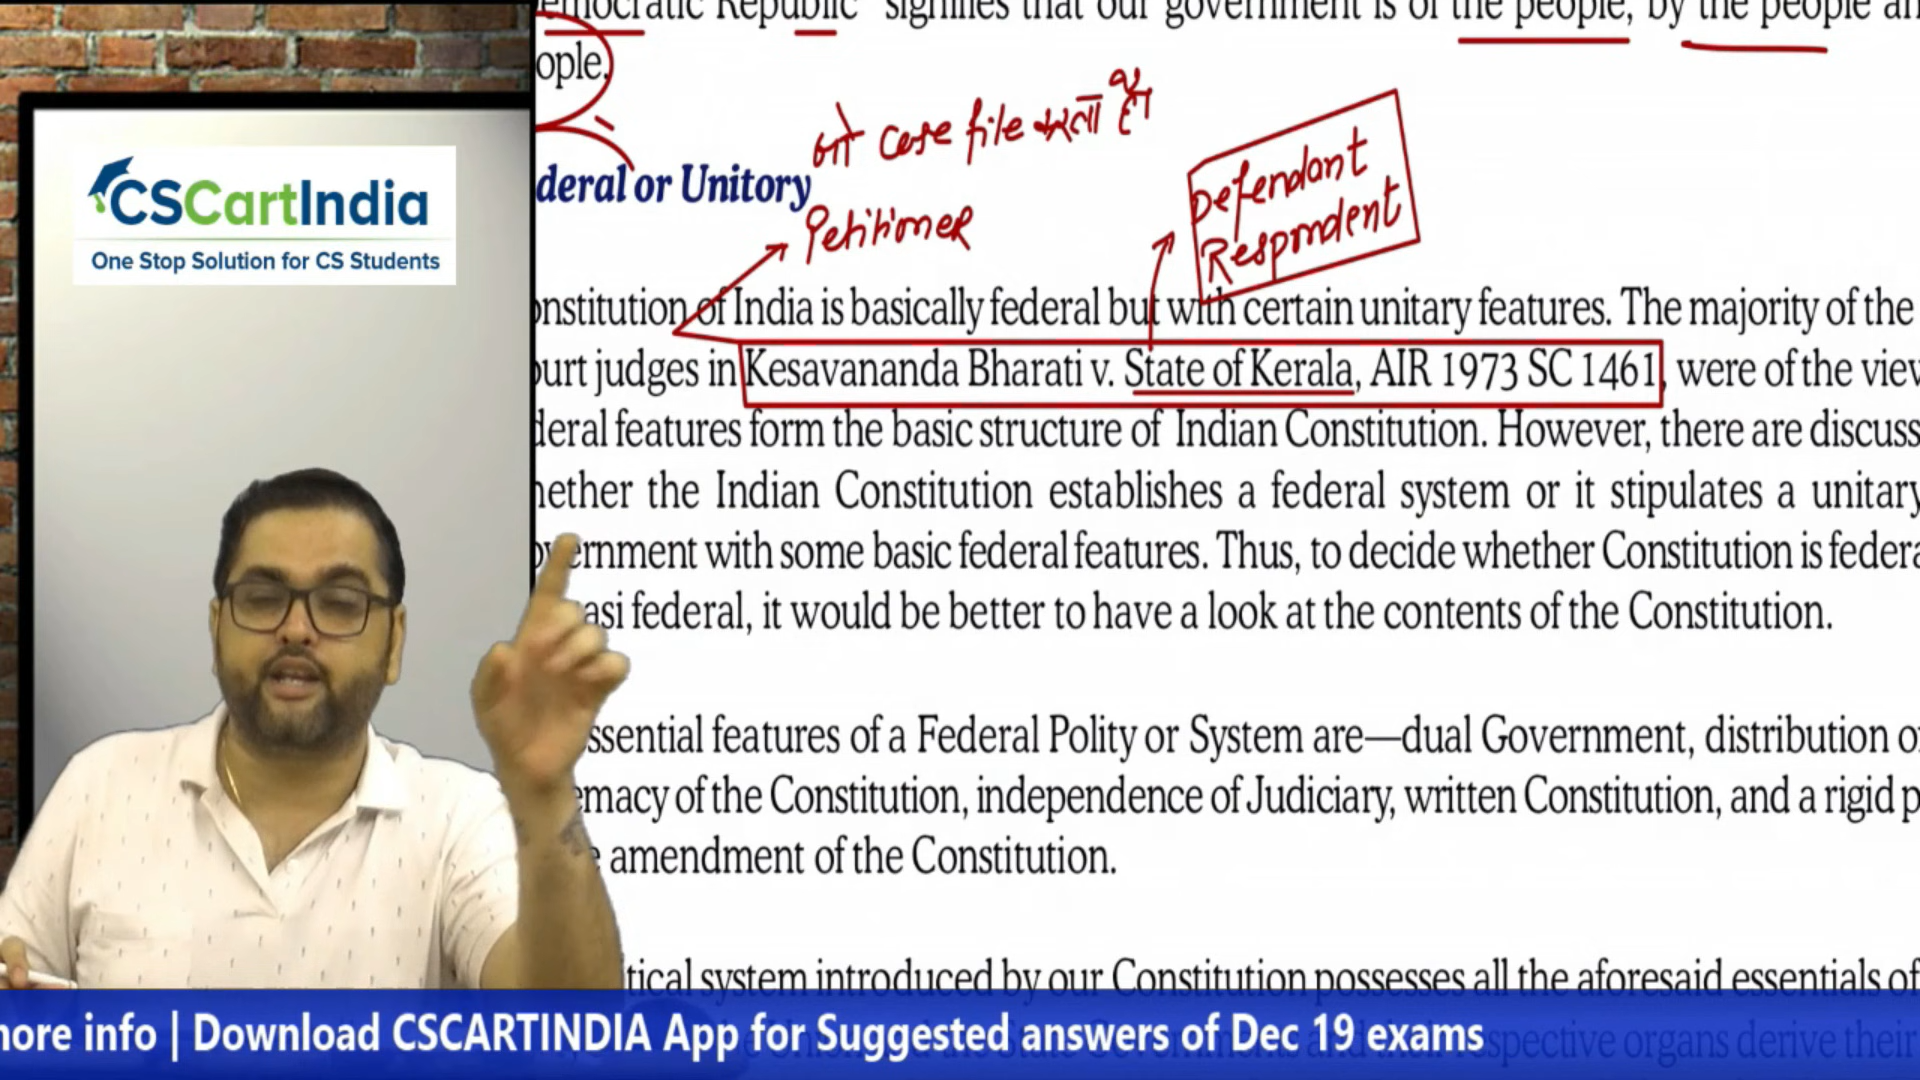 emocratic Republic" signifies that our government is of the people, by the people an
ople.
जो case file करता है
Petitioner
Defendant
Respondent
deral or Unitory
onstitution of India is basically federal but with certain unitary features. The majority of the
ourt judges in Kesavananda Bharati v. State of Kerala, AIR 1973 SC 1461, were of the view
deral features form the basic structure of Indian Constitution. However, there are discuss
hether the Indian Constitution establishes a federal system or it stipulates a unitary
overnment with some basic federal features. Thus, to decide whether Constitution is federa
asi federal, it would be better to have a look at the contents of the Constitution.
ssential features of a Federal Polity or System are—dual Government, distribution o
emacy of the Constitution, independence of Judiciary, written Constitution, and a rigid p
e amendment of the Constitution.
tical system introduced by our Constitution possesses all the aforesaid essentials of
spective organs derive their
CSCartIndia
One Stop Solution for CS Students
more info | Download CSCARTINDIA App for Suggested answers of Dec 19 exams